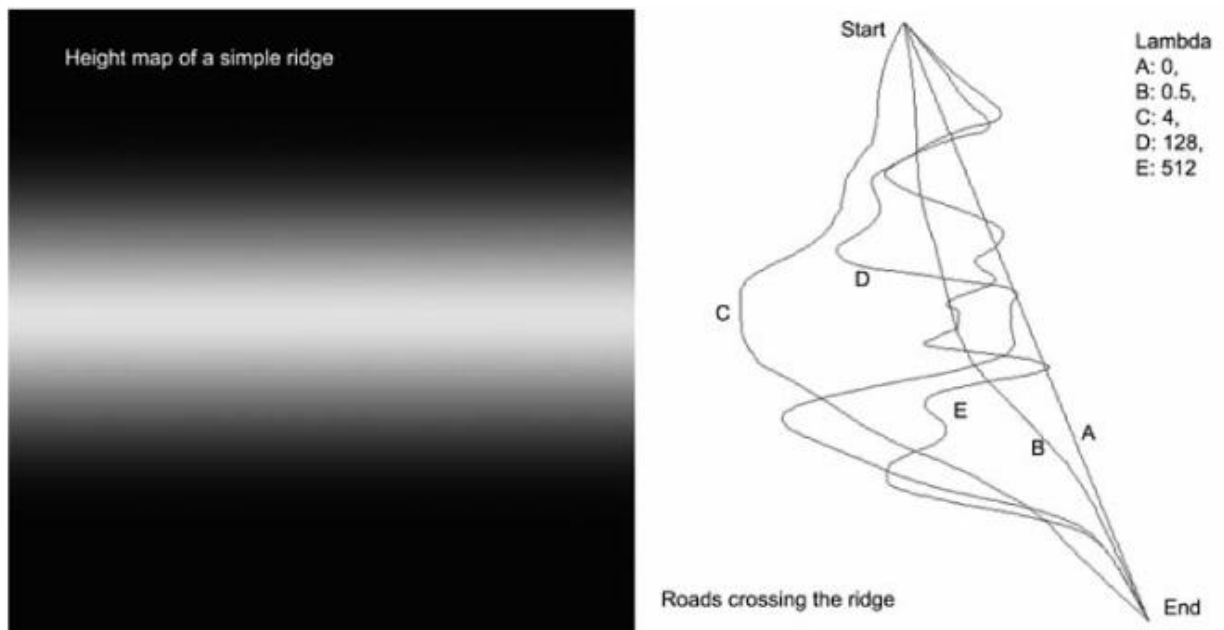 Height map of a simple ridge
Start
Lambda
A: 0,
B: 0.5,
C: 4,
D: 128,
E: 512
D
C
E
A
B
Roads crossing the ridge
End